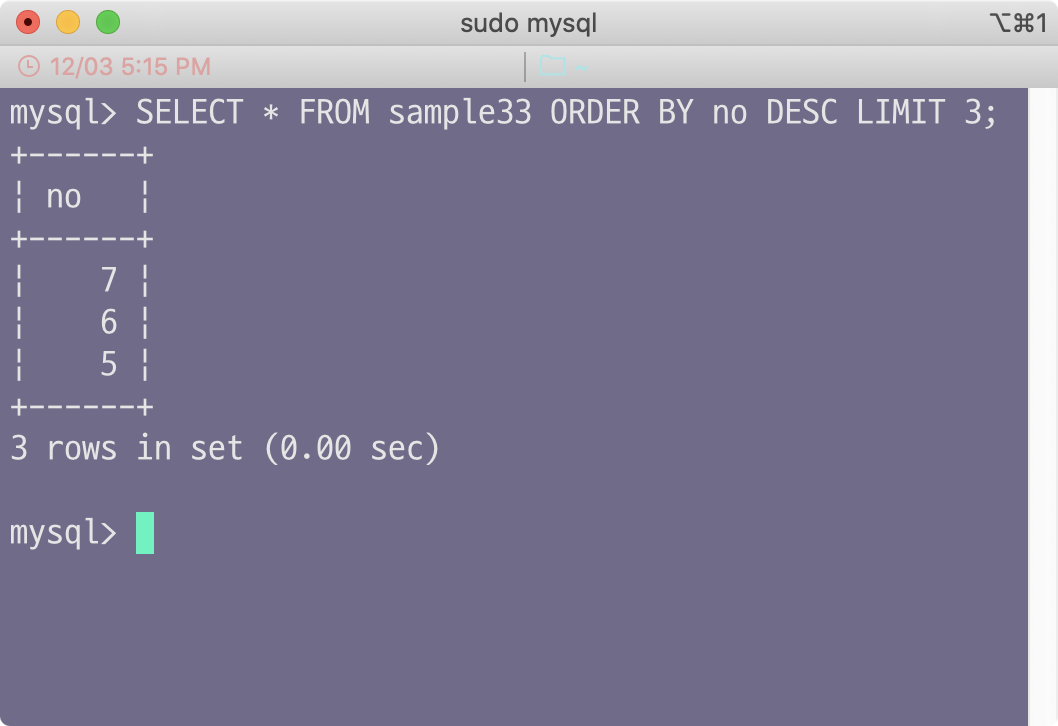 sudo mysql ⌥⌘1
12/03 5:15 PM ~
mysql> SELECT * FROM sample33 ORDER BY no DESC LIMIT 3;
+------+
¦ no   ¦
+------+
¦    7 ¦
¦    6 ¦
¦    5 ¦
+------+
3 rows in set (0.00 sec)
mysql>